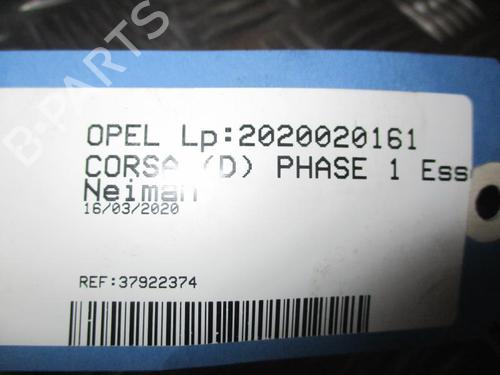 B-PARTS
OPEL Lp:2020020161
CORSA (D) PHASE 1 Ess
Neiman
16/03/2020
REF:37922374